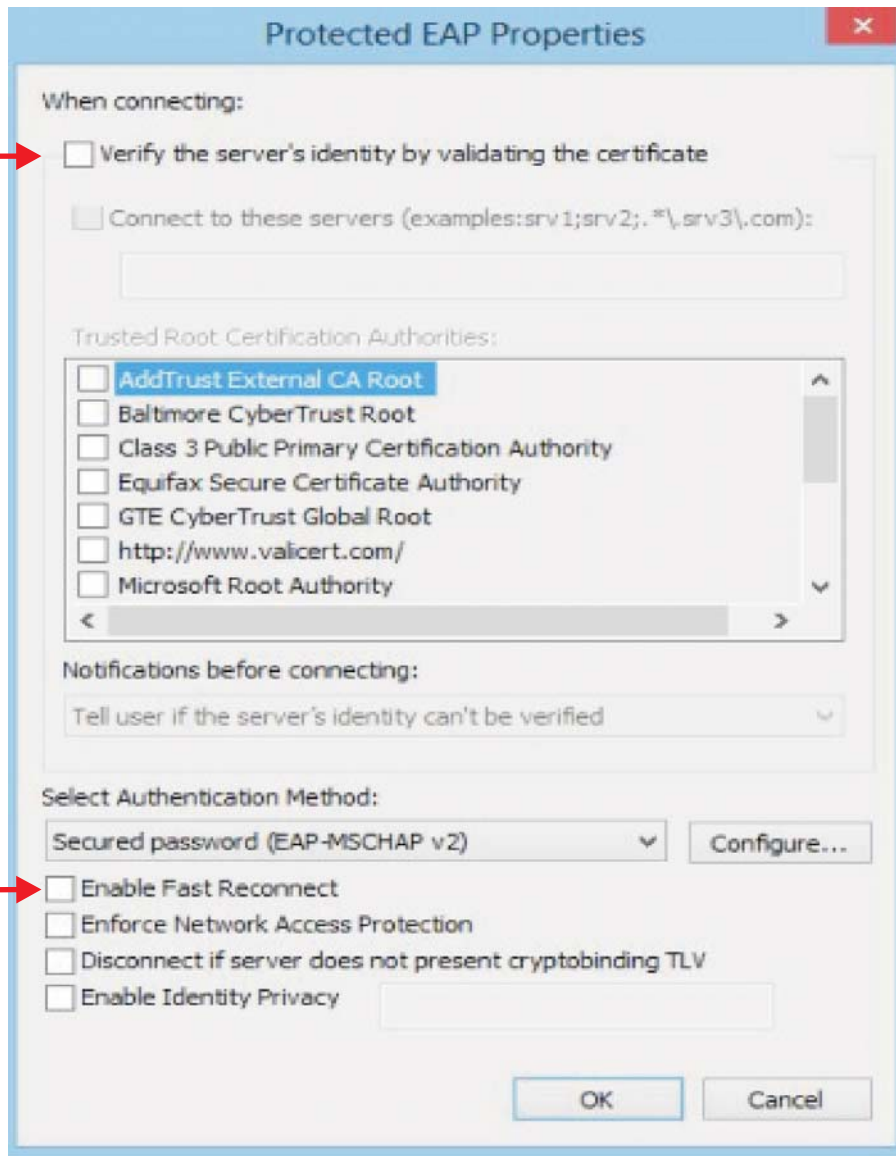 Protected EAP Properties
When connecting:
Verify the server's identity by validating the certificate
Connect to these servers (examples:srv1;srv2;.*\.srv3\.com):
Trusted Root Certification Authorities:
AddTrust External CA Root
Baltimore CyberTrust Root
Class 3 Public Primary Certification Authority
Equifax Secure Certificate Authority
GTE CyberTrust Global Root
http://www.valicert.com/
Microsoft Root Authority
Notifications before connecting:
Tell user if the server's identity can't be verified
Select Authentication Method:
Secured password (EAP-MSCHAP v2) Configure...
Enable Fast Reconnect
Enforce Network Access Protection
Disconnect if server does not present cryptobinding TLV
Enable Identity Privacy
OK Cancel